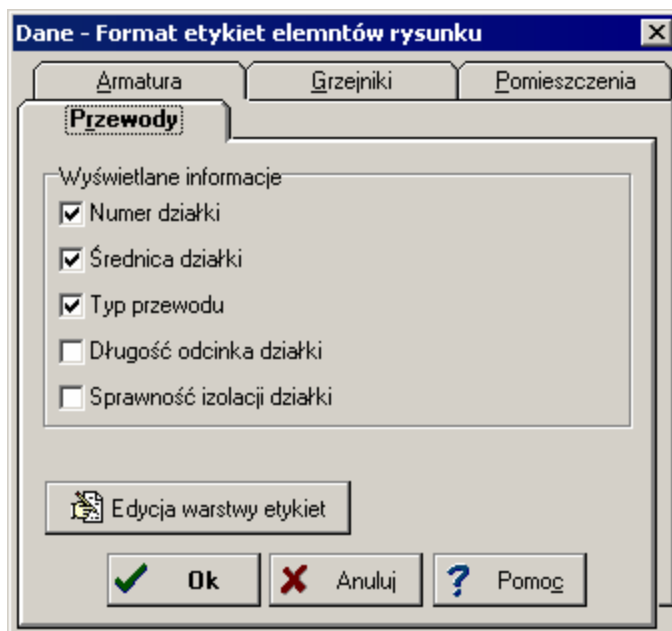 Dane - Format etykiet elemntów rysunku
Armatura
Grzejniki
Pomieszczenia
Przewody
Wyświetlane informacje
Numer działki
Średnica działki
Typ przewodu
Długość odcinka działki
Sprawność izolacji działki
Edycja warstwy etykiet
Ok
Anuluj
Pomoc